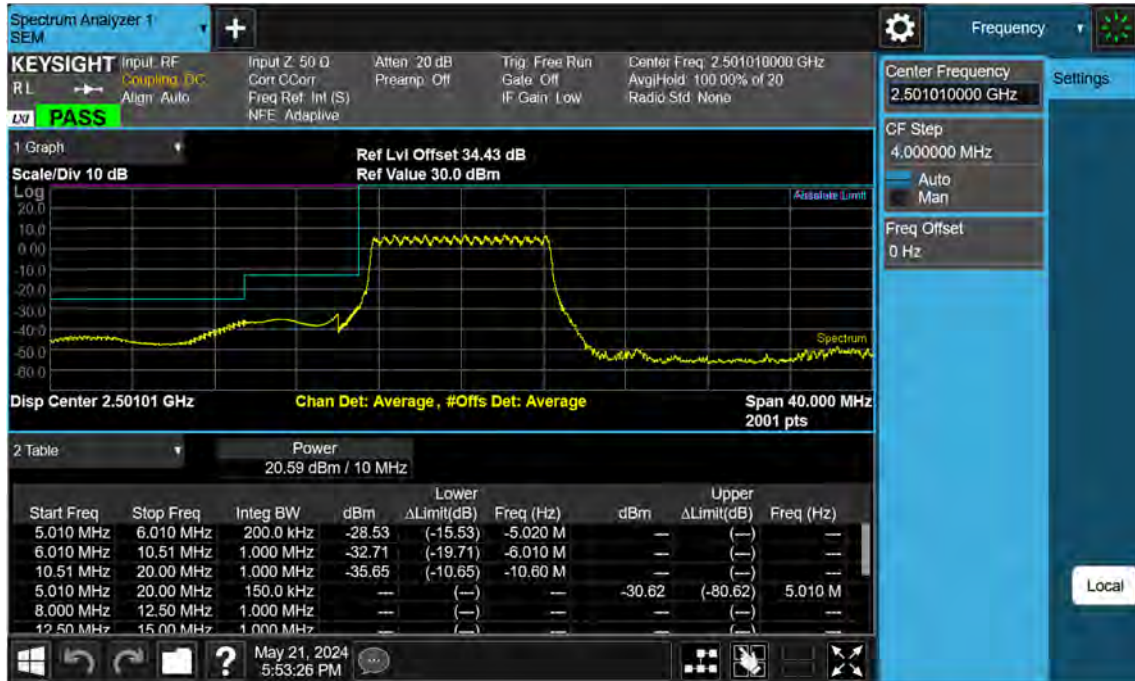 Spectrum Analyzer 1
SEM
+
Frequency
KEYSIGHT
RL
LXI
PASS
Input: RF
Coupling: DC
Align: Auto
Input Z: 50 Ω
Corr CCorr
Freq Ref: Int (S)
NFE: Adaptive
Atten: 20 dB
Preamp: Off
Trig: Free Run
Gate: Off
IF Gain: Low
Center Freq: 2.501010000 GHz
Avg|Hold: 100.00% of 20
Radio Std: None
Center Frequency
2.501010000 GHz
Settings
CF Step
4.000000 MHz
Auto
Man
Freq Offset
0 Hz
1 Graph
Scale/Div 10 dB
Ref Lvl Offset 34.43 dB
Ref Value 30.0 dBm
Log
Absolute Limit
20.0
10.0
0.00
-10.0
-20.0
-30.0
-40.0
-50.0
-60.0
Spectrum
Disp Center 2.50101 GHz
Chan Det: Average, #Offs Det: Average
Span 40.000 MHz
2001 pts
2 Table
Power
20.59 dBm / 10 MHz
Lower Upper
Start Freq Stop Freq Integ BW dBm ΔLimit(dB) Freq (Hz) dBm ΔLimit(dB) Freq (Hz)
5.010 MHz 6.010 MHz 200.0 kHz -28.53 (-15.53) -5.020 M --- (---) ---
6.010 MHz 10.51 MHz 1.000 MHz -32.71 (-19.71) -6.010 M --- (---) ---
10.51 MHz 20.00 MHz 1.000 MHz -35.65 (-10.65) -10.60 M --- (---) ---
5.010 MHz 20.00 MHz 150.0 kHz --- (---) --- -30.62 (-80.62) 5.010 M
8.000 MHz 12.50 MHz 1.000 MHz --- (---) --- --- (---) ---
12.50 MHz 15.00 MHz 1.000 MHz --- (---) --- --- (---) ---
Local
?
May 21, 2024
5:53:26 PM